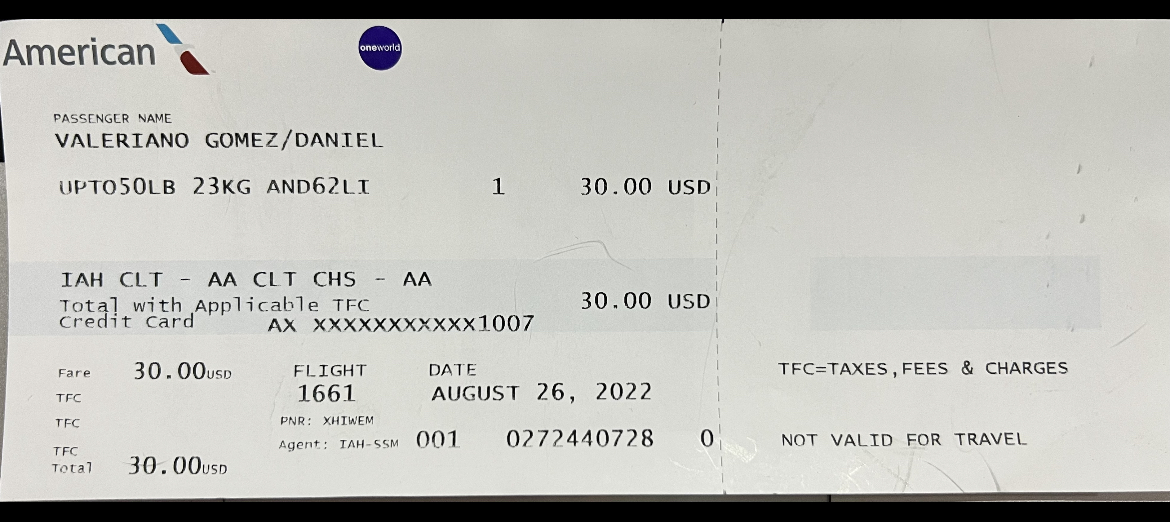 American
oneworld
PASSENGER NAME
VALERIANO GOMEZ/DANIEL
UPTO50LB 23KG AND62LI 1 30.00 USD
IAH CLT - AA CLT CHS - AA
Total with Applicable TFC 30.00 USD
Credit Card AX XXXXXXXXXXX1007
Fare 30.00USD FLIGHT DATE TFC=TAXES,FEES & CHARGES
TFC 1661 AUGUST 26, 2022
TFC PNR: XHIWEM
TFC Agent: IAH-SSM 001 0272440728 0 NOT VALID FOR TRAVEL
Total 30.00USD